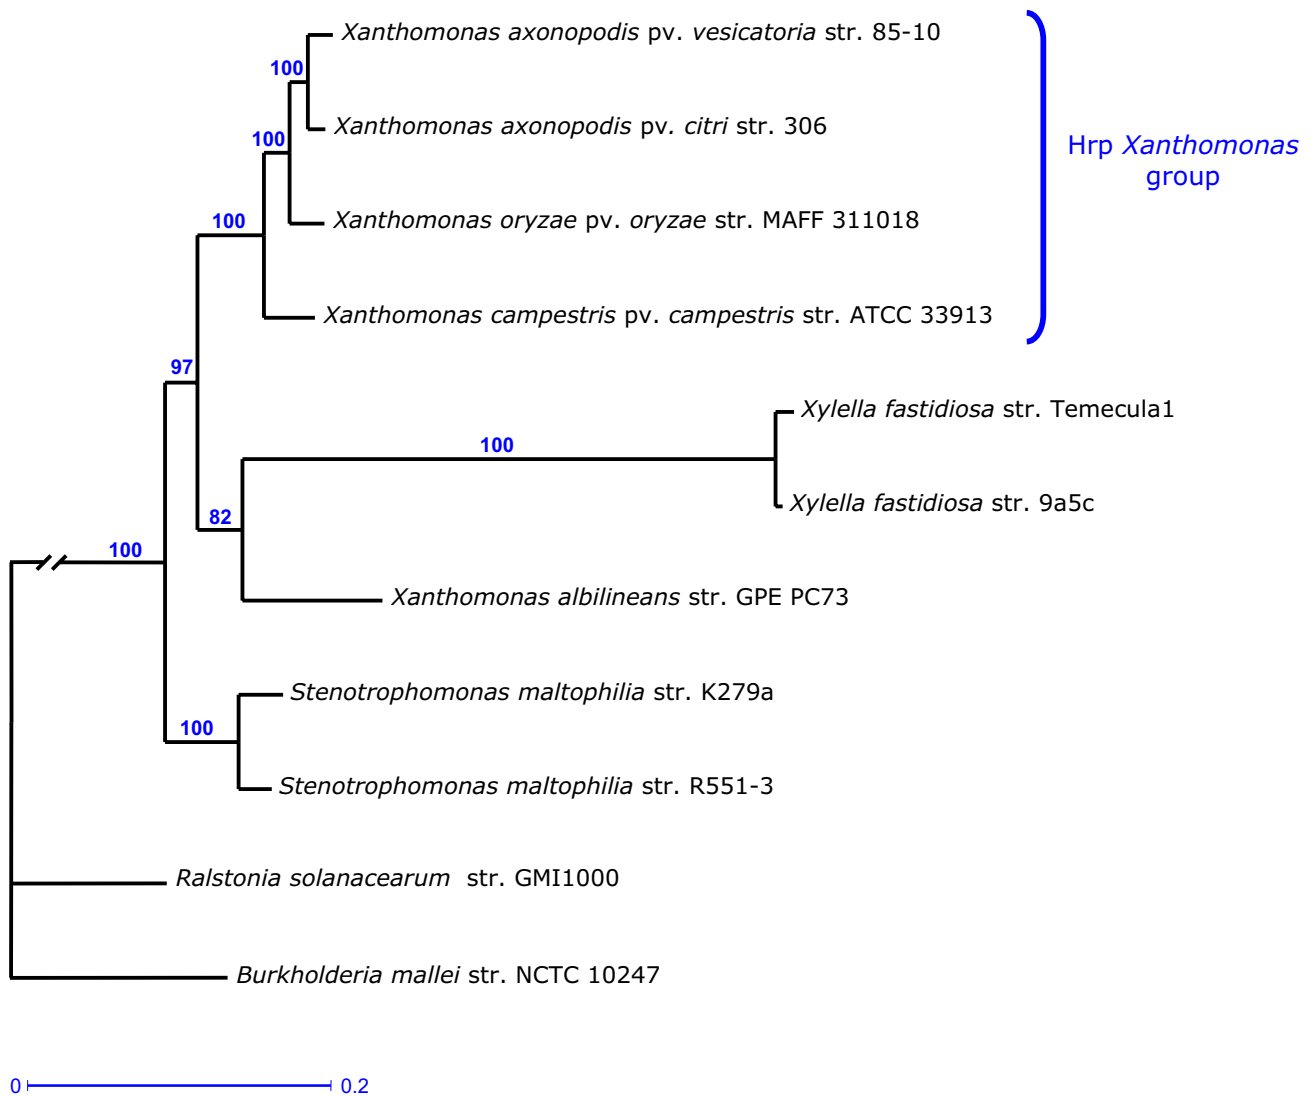 Xanthomonas axonopodis pv. vesicatoria str. 85-10
100
Xanthomonas axonopodis pv. citri str. 306
100
Hrp Xanthomonas
group
Xanthomonas oryzae pv. oryzae str. MAFF 311018
100
Xanthomonas campestris pv. campestris str. ATCC 33913
97
Xylella fastidiosa str. Temecula1
100
Xylella fastidiosa str. 9a5c
82
100
Xanthomonas albilineans str. GPE PC73
Stenotrophomonas maltophilia str. K279a
100
Stenotrophomonas maltophilia str. R551-3
Ralstonia solanacearum str. GMI1000
Burkholderia mallei str. NCTC 10247
0 0.2